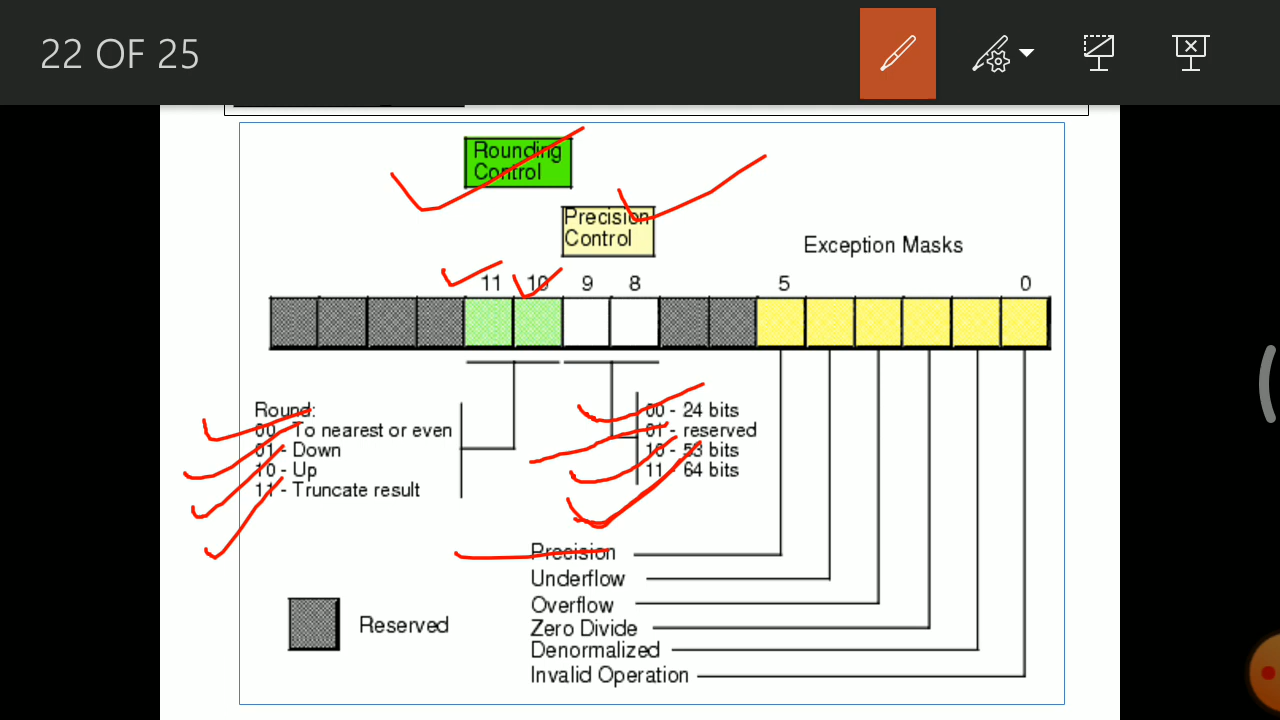 22 OF 25
Rounding
Control
Precision
Control
Exception Masks
11 10 9 8 5 0
Round:
00 - To nearest or even
01 - Down
10 - Up
11 - Truncate result
00 - 24 bits
01 - reserved
10 - 53 bits
11 - 64 bits
Precision
Underflow
Overflow
Zero Divide
Denormalized
Invalid Operation
Reserved